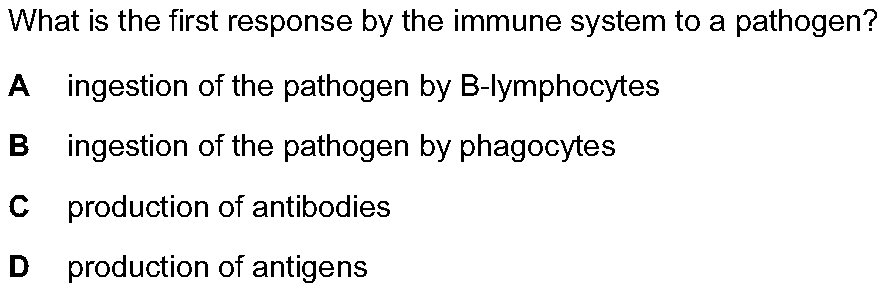 What is the first response by the immune system to a pathogen?
A ingestion of the pathogen by B-lymphocytes
B ingestion of the pathogen by phagocytes
C production of antibodies
D production of antigens